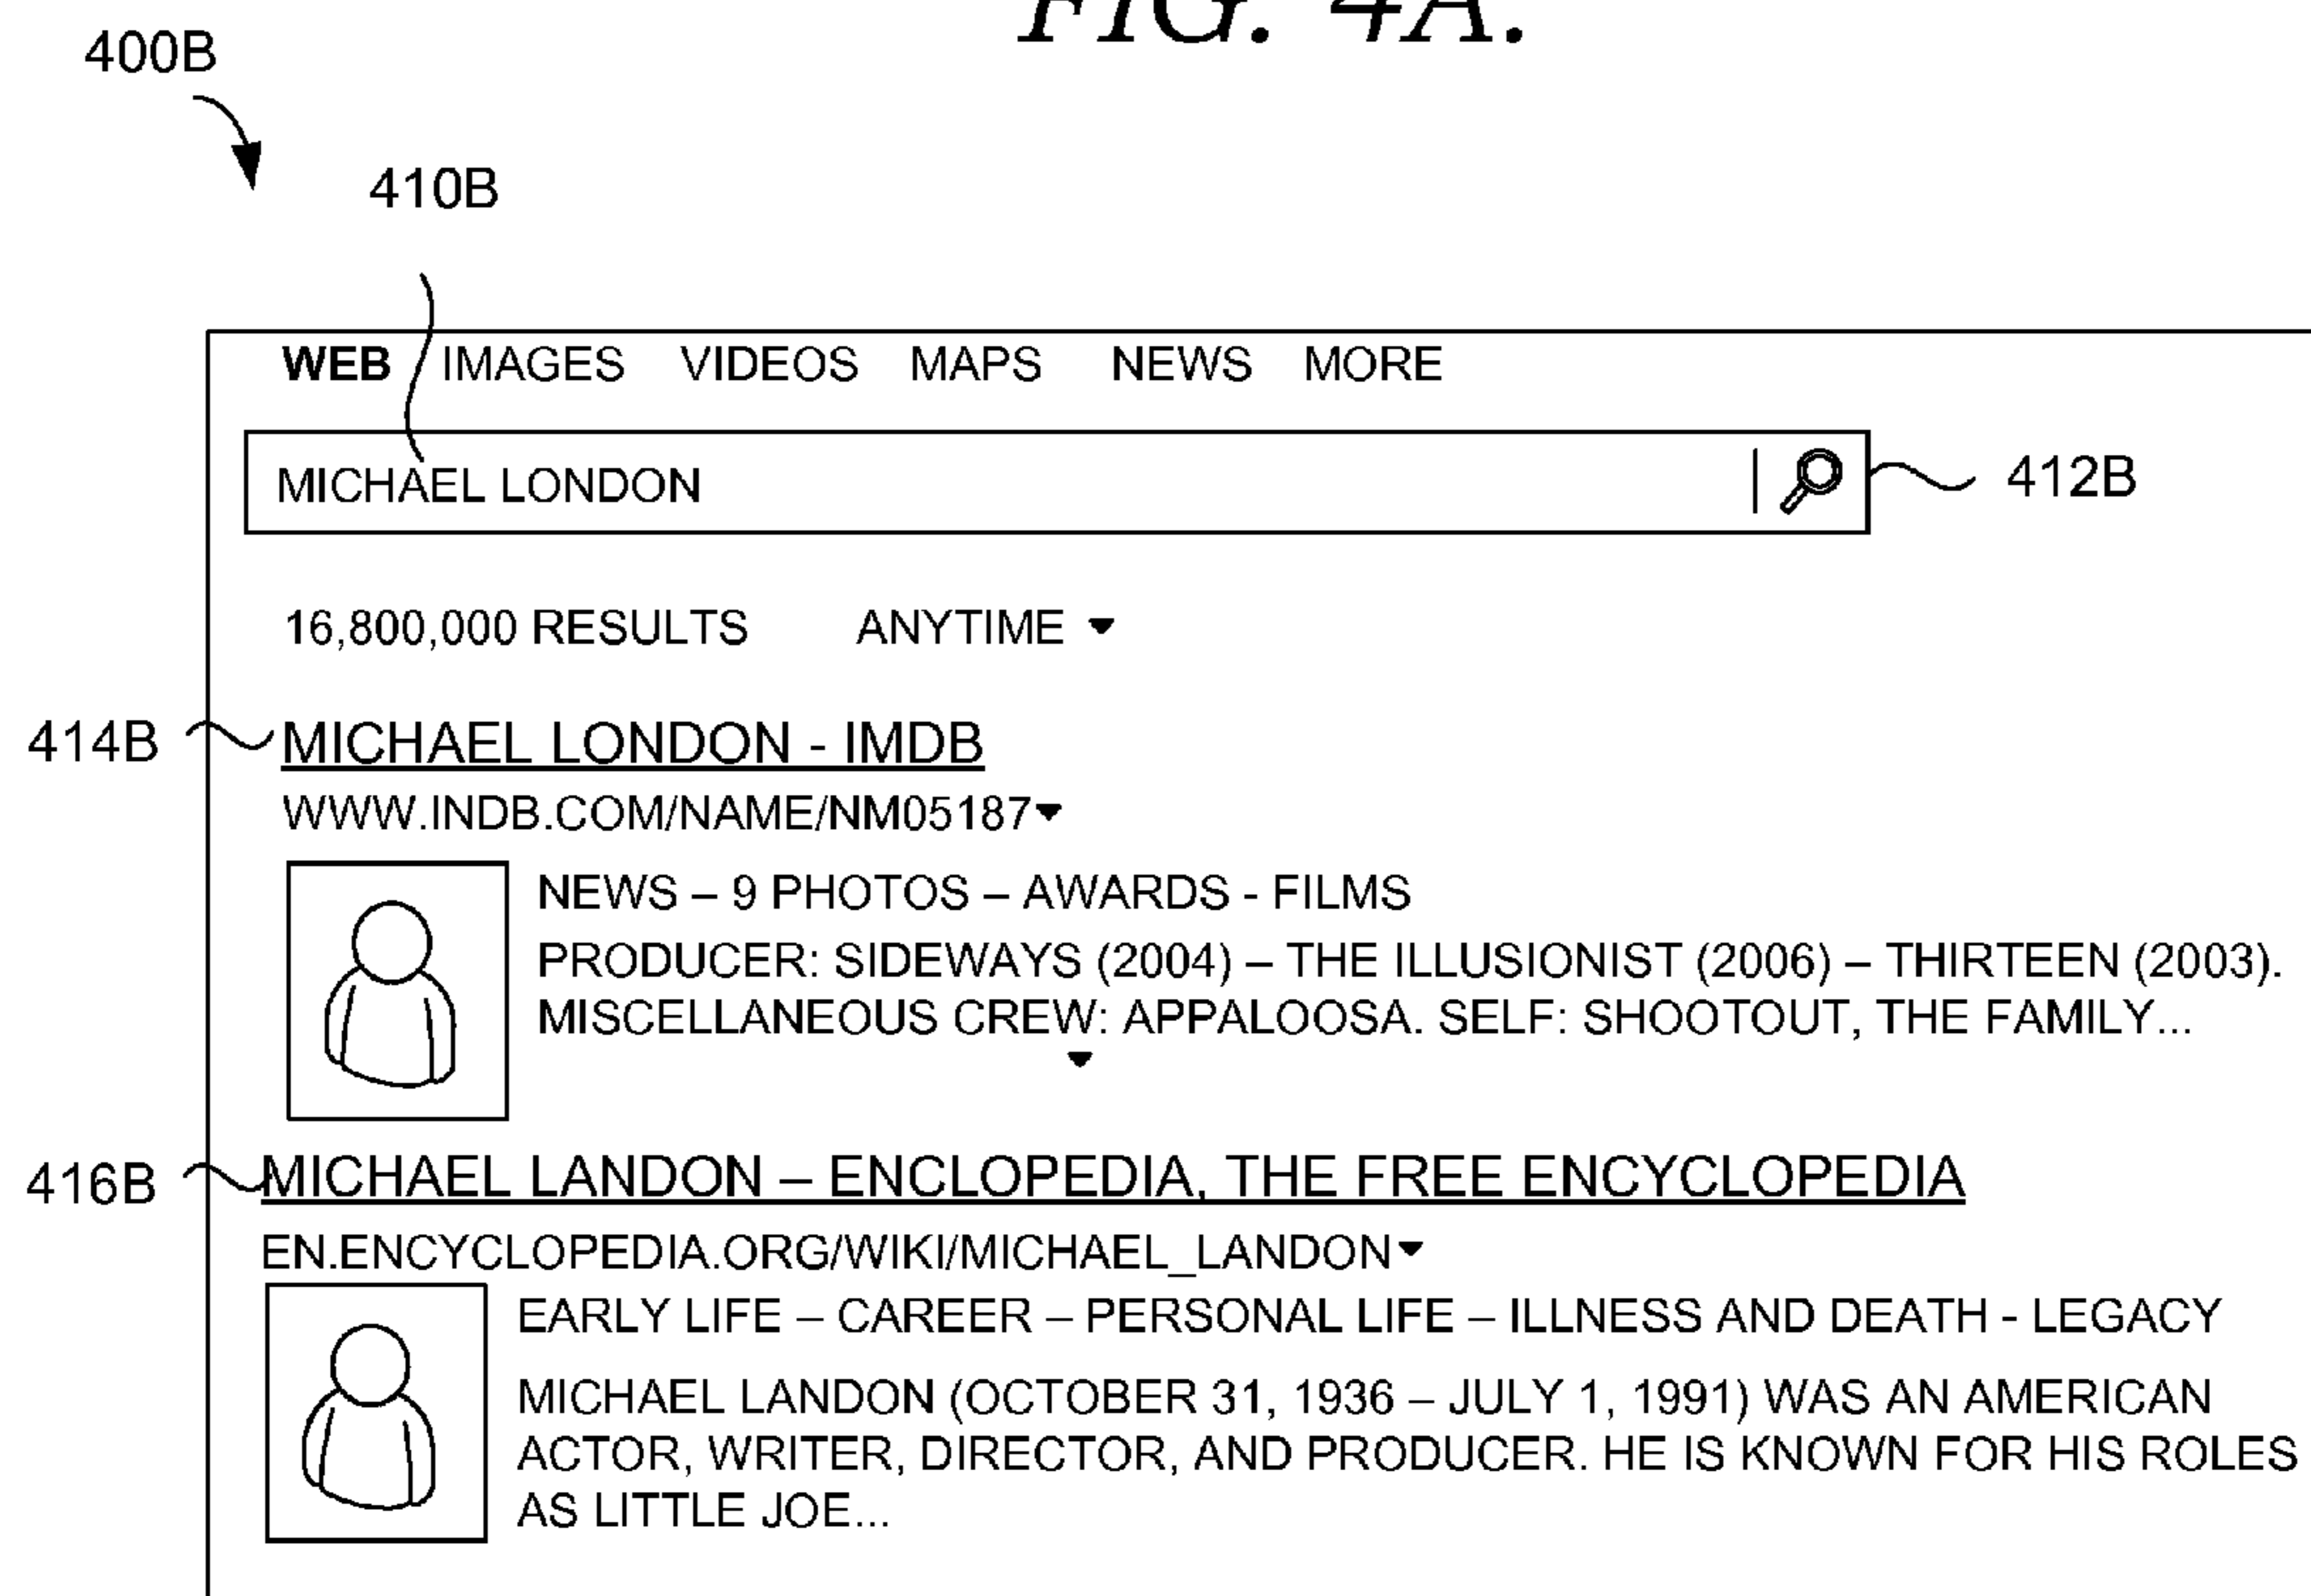 FIG. 4A.
400B
410B
WEB IMAGES VIDEOS MAPS NEWS MORE
MICHAEL LONDON
412B
16,800,000 RESULTS ANYTIME
414B
MICHAEL LONDON - IMDB
WWW.INDB.COM/NAME/NM05187
NEWS – 9 PHOTOS – AWARDS - FILMS
PRODUCER: SIDEWAYS (2004) – THE ILLUSIONIST (2006) – THIRTEEN (2003).
MISCELLANEOUS CREW: APPALOOSA. SELF: SHOOTOUT, THE FAMILY...
416B
MICHAEL LANDON – ENCLOPEDIA, THE FREE ENCYCLOPEDIA
EN.ENCYCLOPEDIA.ORG/WIKI/MICHAEL_LANDON
EARLY LIFE – CAREER – PERSONAL LIFE – ILLNESS AND DEATH - LEGACY
MICHAEL LANDON (OCTOBER 31, 1936 – JULY 1, 1991) WAS AN AMERICAN
ACTOR, WRITER, DIRECTOR, AND PRODUCER. HE IS KNOWN FOR HIS ROLES
AS LITTLE JOE...